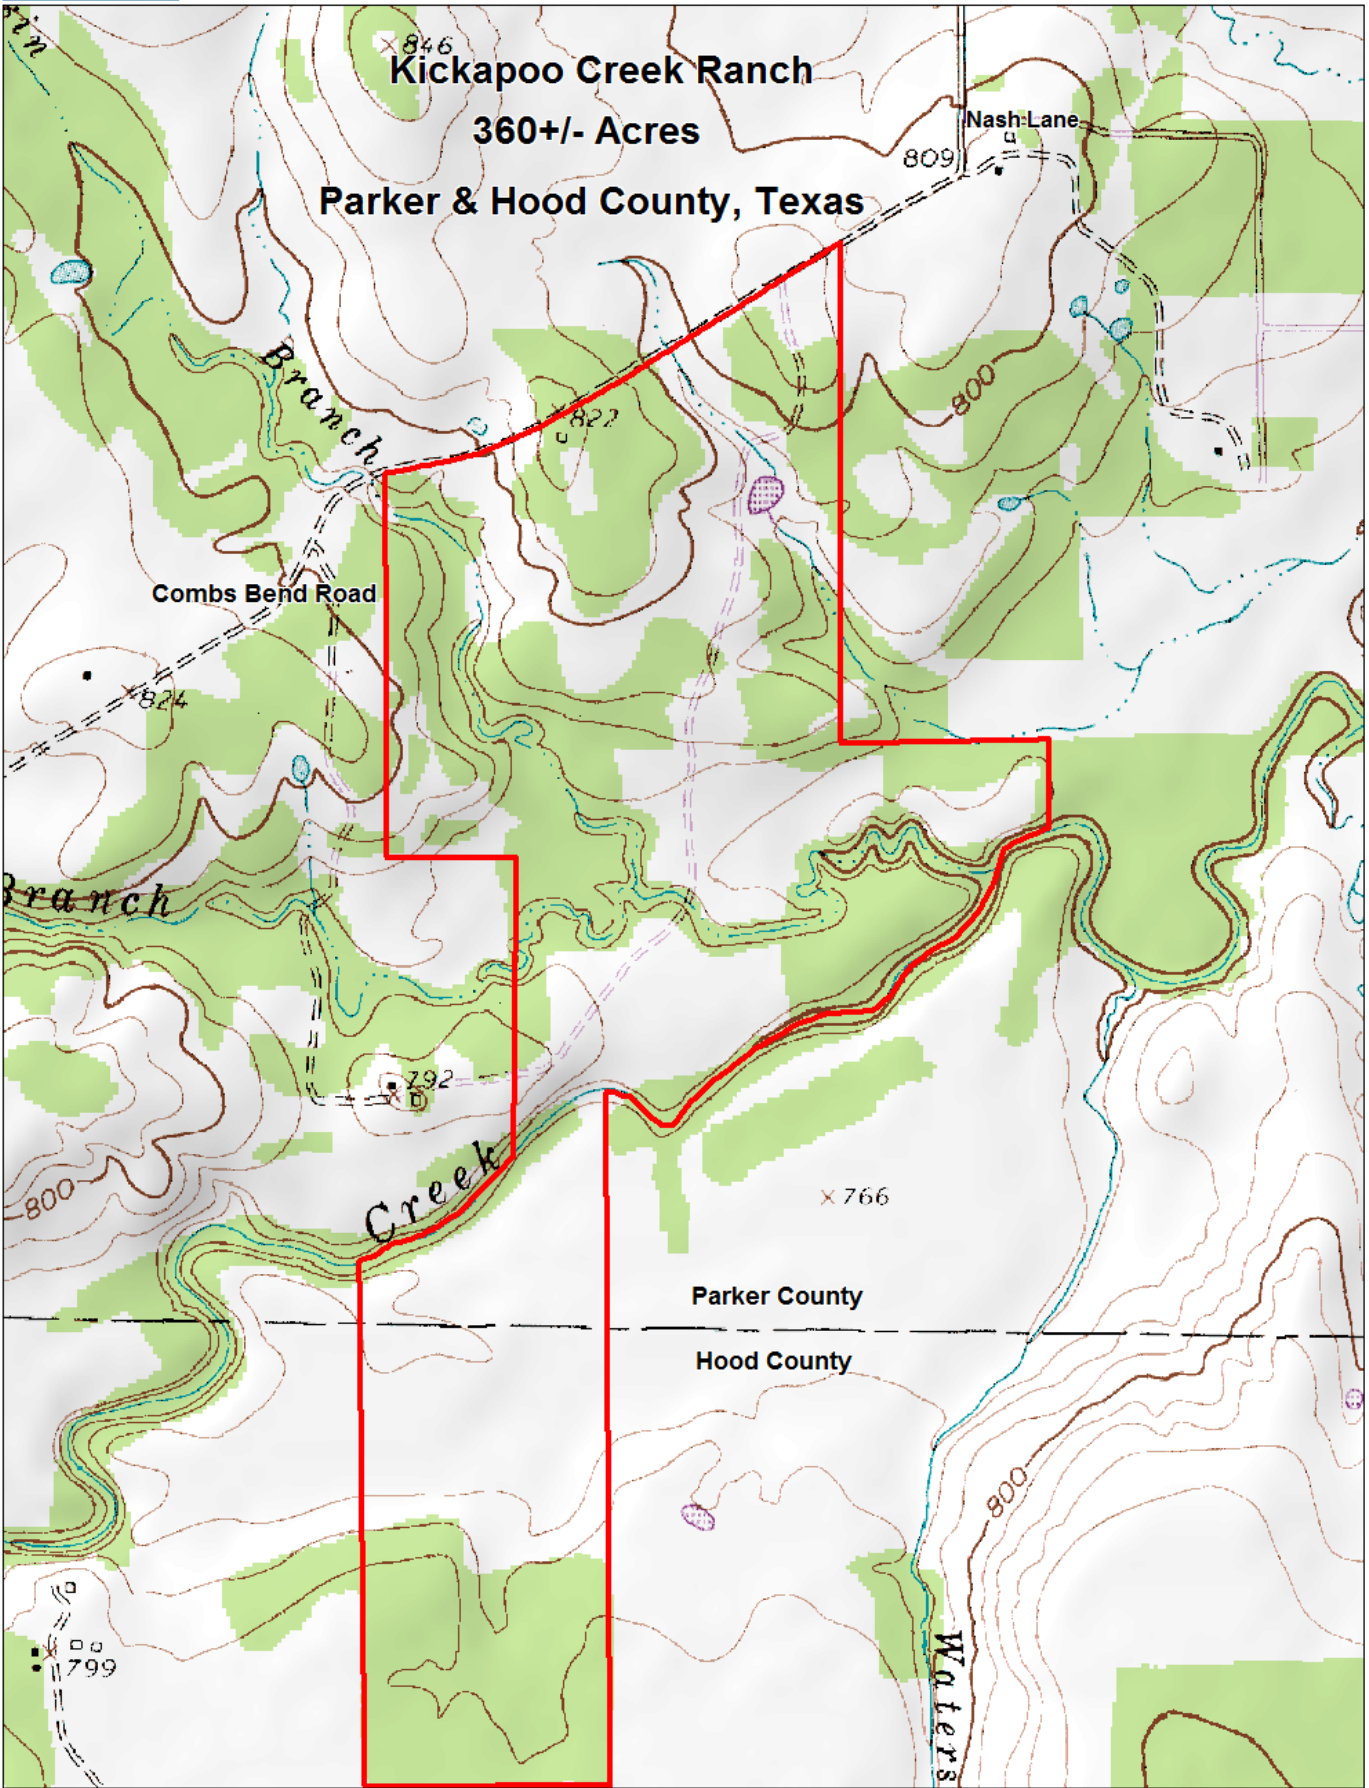 in
846
Kickapoo Creek Ranch
360+/- Acres
Nash Lane
809
Parker & Hood County, Texas
Branch
800
822
Combs Bend Road
824
Branch
792
Creek
800
766
Parker County
Hood County
800
Waters
799